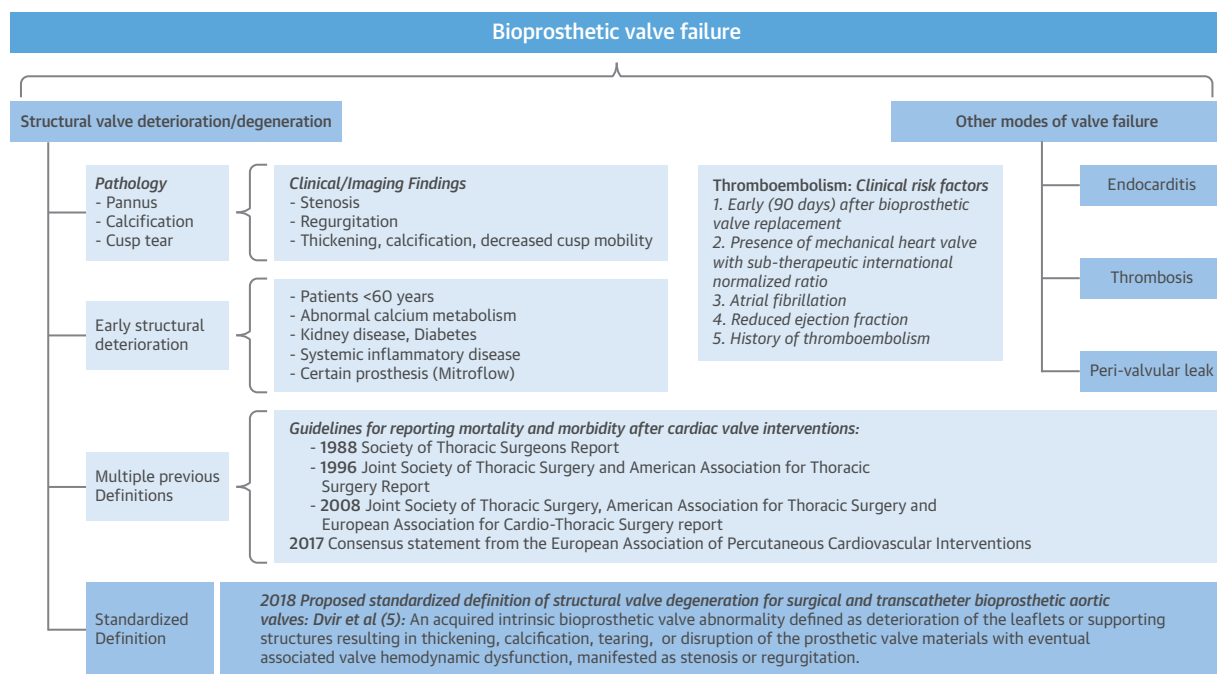 Bioprosthetic valve failure
Structural valve deterioration/degeneration
Pathology
- Pannus
- Calcification
- Cusp tear
Clinical/Imaging Findings
- Stenosis
- Regurgitation
- Thickening, calcification, decreased cusp mobility
Early structural
deterioration
- Patients <60 years
- Abnormal calcium metabolism
- Kidney disease, Diabetes
- Systemic inflammatory disease
- Certain prosthesis (Mitroflow)
Multiple previous
Definitions
Guidelines for reporting mortality and morbidity after cardiac valve interventions:
- 1988 Society of Thoracic Surgeons Report
- 1996 Joint Society of Thoracic Surgery and American Association for Thoracic
Surgery Report
- 2008 Joint Society of Thoracic Surgery, American Association for Thoracic Surgery and
European Association for Cardio-Thoracic Surgery report
2017 Consensus statement from the European Association of Percutaneous Cardiovascular Interventions
Standardized
Definition
2018 Proposed standardized definition of structural valve degeneration for surgical and transcatheter bioprosthetic aortic
valves: Dvir et al (5): An acquired intrinsic bioprosthetic valve abnormality defined as deterioration of the leaflets or supporting
structures resulting in thickening, calcification, tearing, or disruption of the prosthetic valve materials with eventual
associated valve hemodynamic dysfunction, manifested as stenosis or regurgitation.
Other modes of valve failure
Thromboembolism: Clinical risk factors
1. Early (90 days) after bioprosthetic
valve replacement
2. Presence of mechanical heart valve
with sub-therapeutic international
normalized ratio
3. Atrial fibrillation
4. Reduced ejection fraction
5. History of thromboembolism
Endocarditis
Thrombosis
Peri-valvular leak